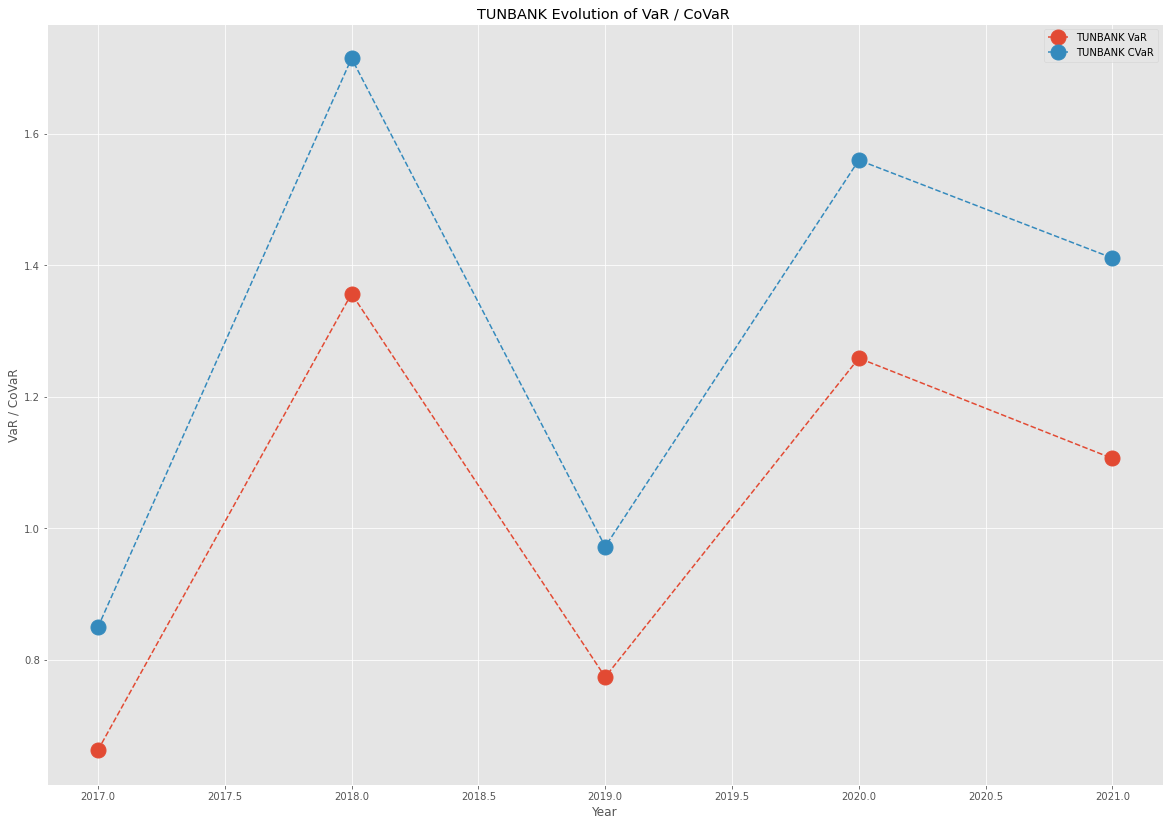 TUNBANK Evolution of VaR / CoVaR
TUNBANK VaR
TUNBANK CVaR
1.6
1.4
1.2
1.0
0.8
VaR / CoVaR
2017.0 2017.5 2018.0 2018.5 2019.0 2019.5 2020.0 2020.5 2021.0
Year